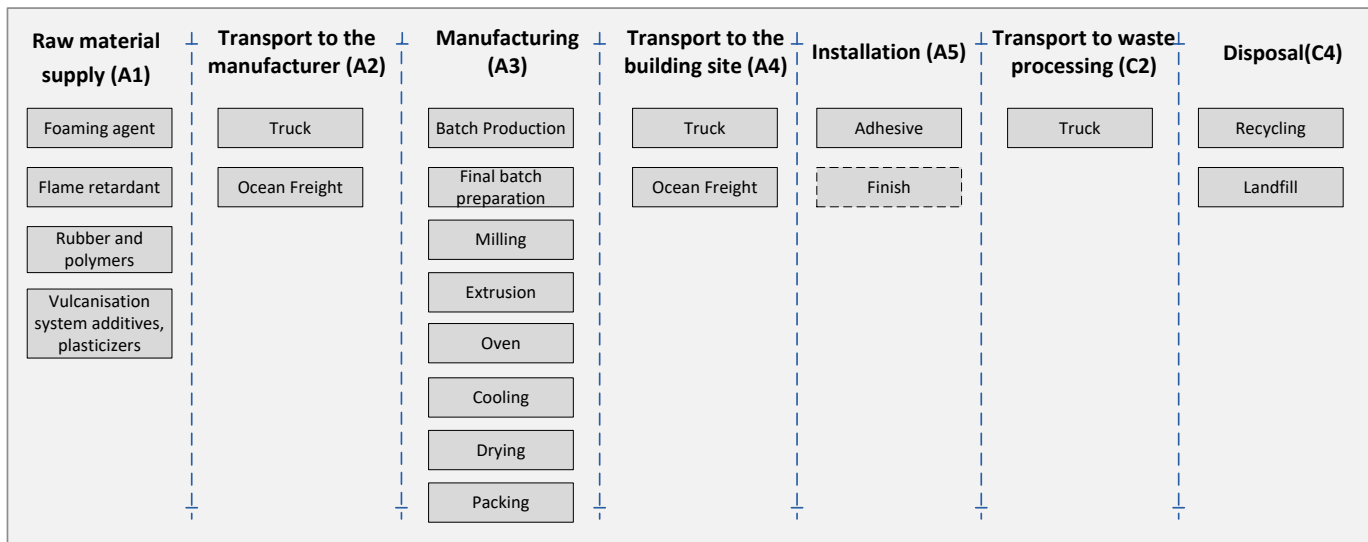 Raw material
supply (A1)
Foaming agent
Flame retardant
Rubber and
polymers
Vulcanisation
system additives,
plasticizers
Transport to the
manufacturer (A2)
Truck
Ocean Freight
Manufacturing
(A3)
Batch Production
Final batch
preparation
Milling
Extrusion
Oven
Cooling
Drying
Packing
Transport to the
building site (A4)
Truck
Ocean Freight
Installation (A5)
Adhesive
Finish
Transport to waste
processing (C2)
Truck
Disposal(C4)
Recycling
Landfill